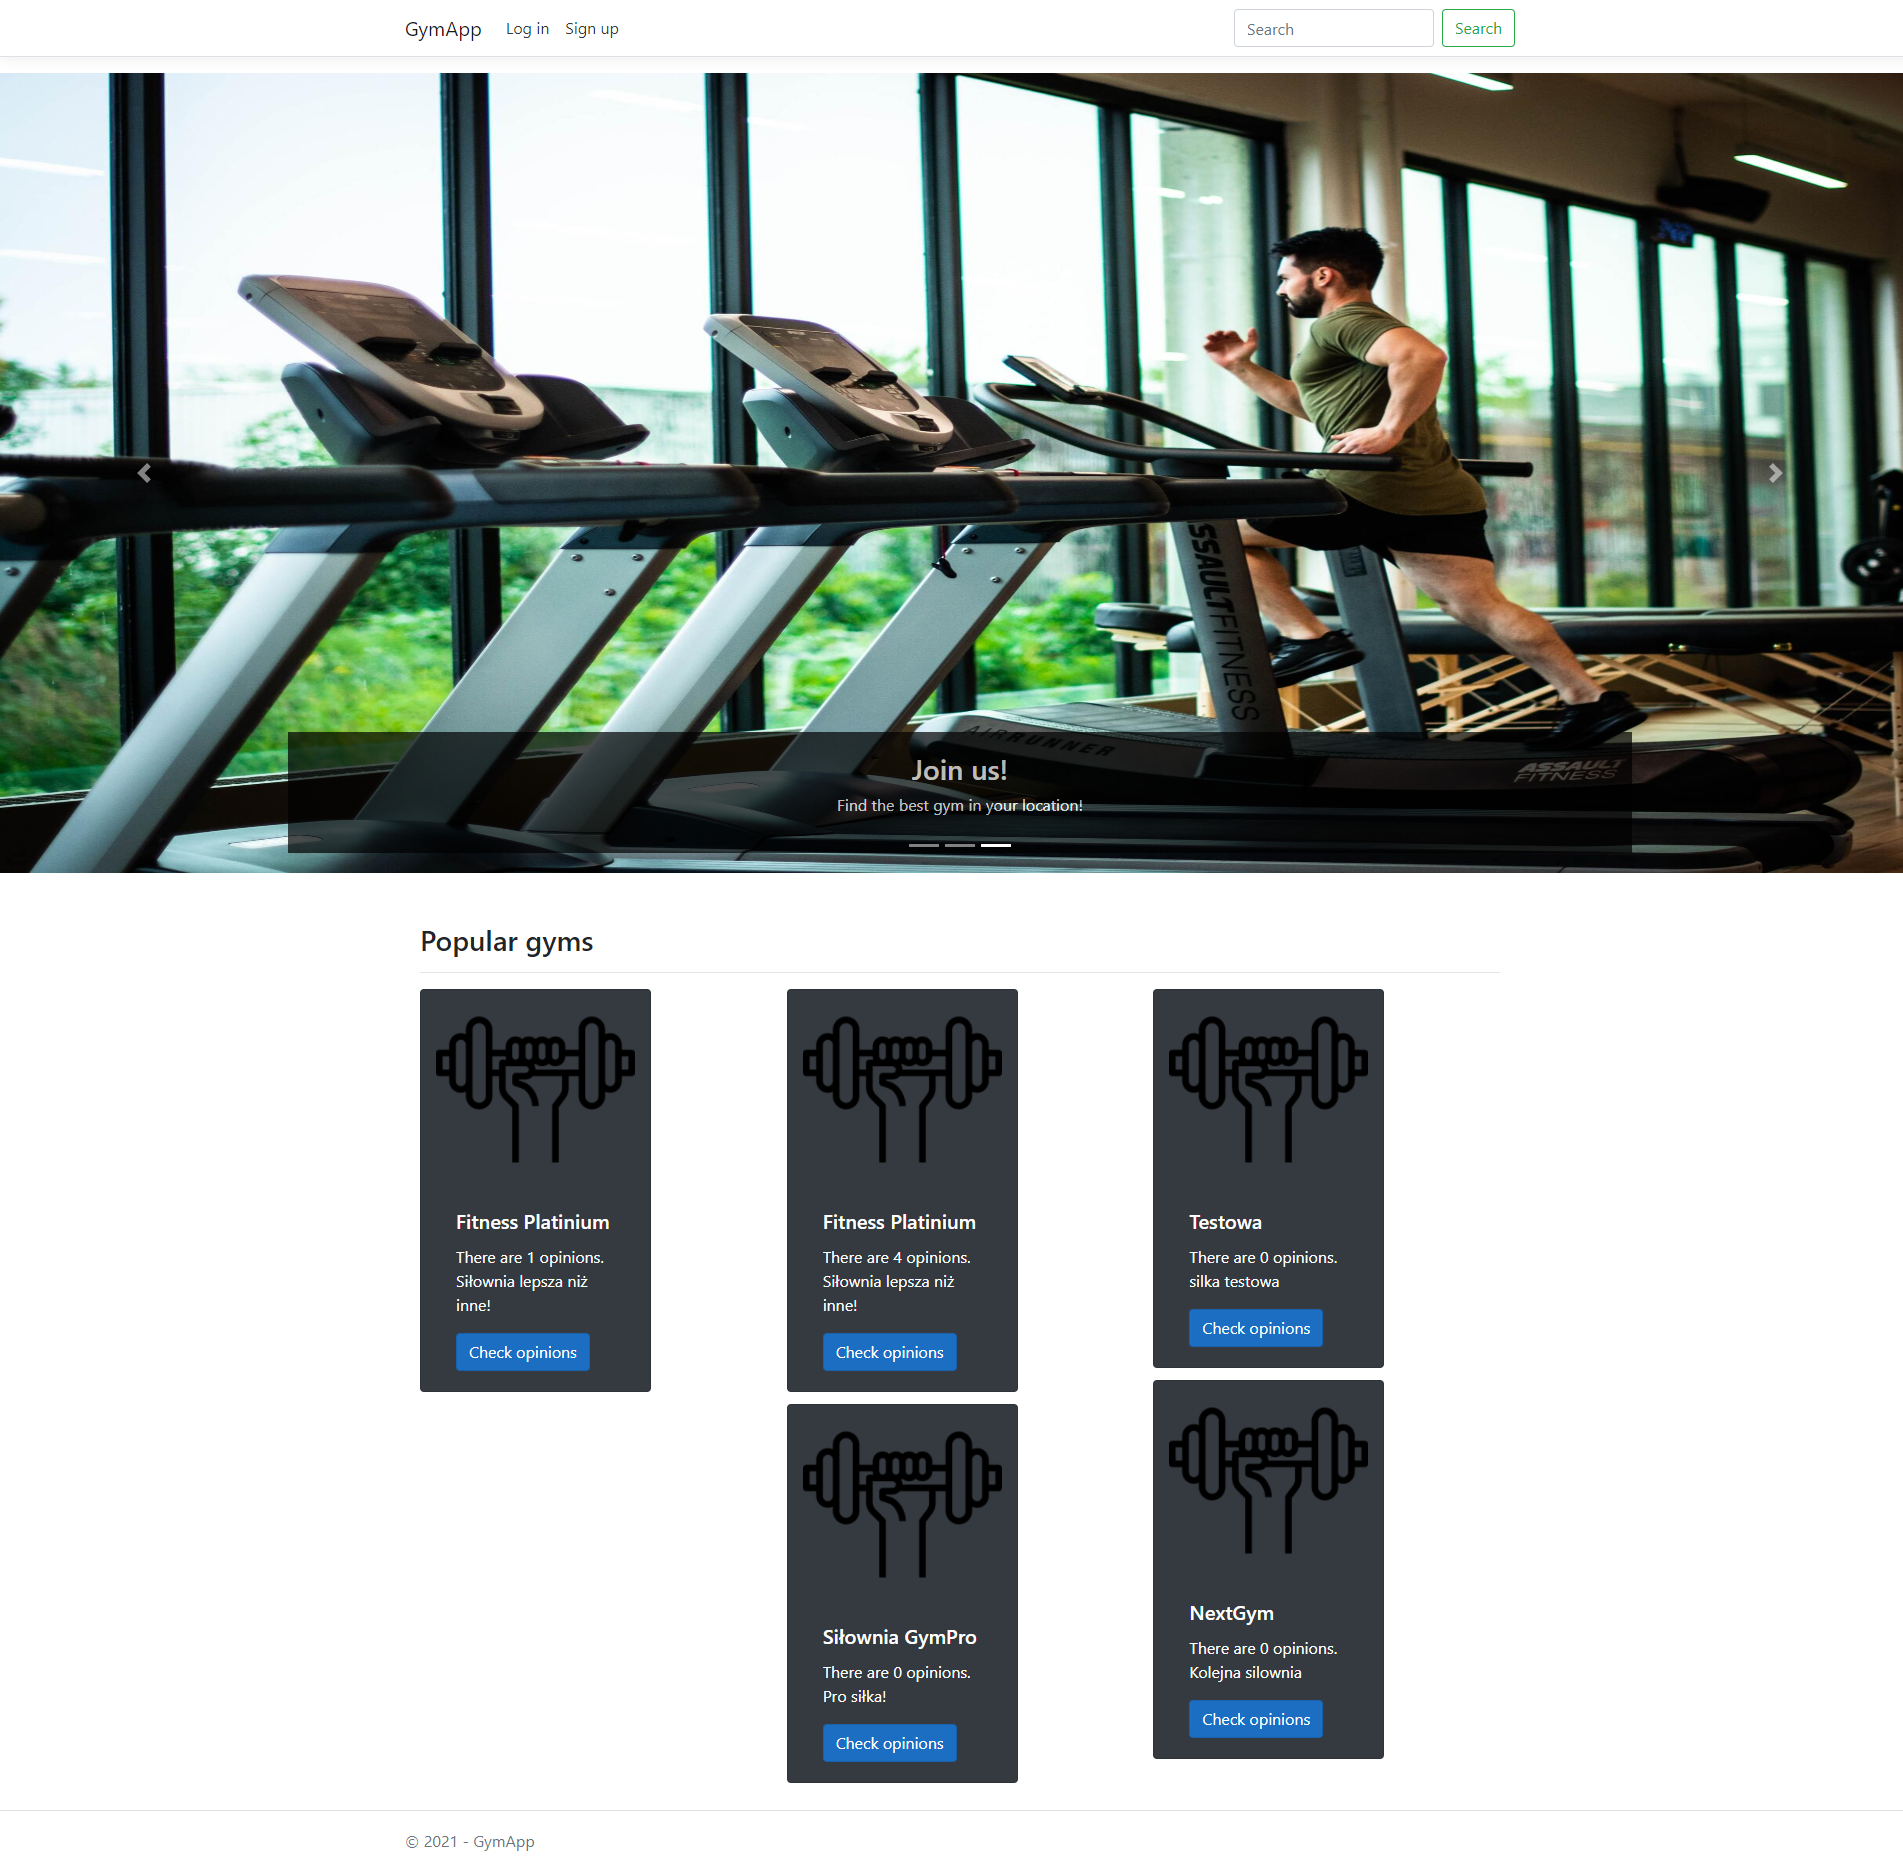 GymApp
Log in
Sign up
Search
Search
SSAULTFITNESS
AIRRUNNER
ASSAULT
FITNESS
Join us!
Find the best gym in your location!
Popular gyms
Fitness Platinium
There are 1 opinions.
Siłownia lepsza niż
inne!
Check opinions
Fitness Platinium
There are 4 opinions.
Siłownia lepsza niż
inne!
Check opinions
Testowa
There are 0 opinions.
silka testowa
Check opinions
Siłownia GymPro
There are 0 opinions.
Pro siłka!
Check opinions
NextGym
There are 0 opinions.
Kolejna silownia
Check opinions
© 2021 - GymApp